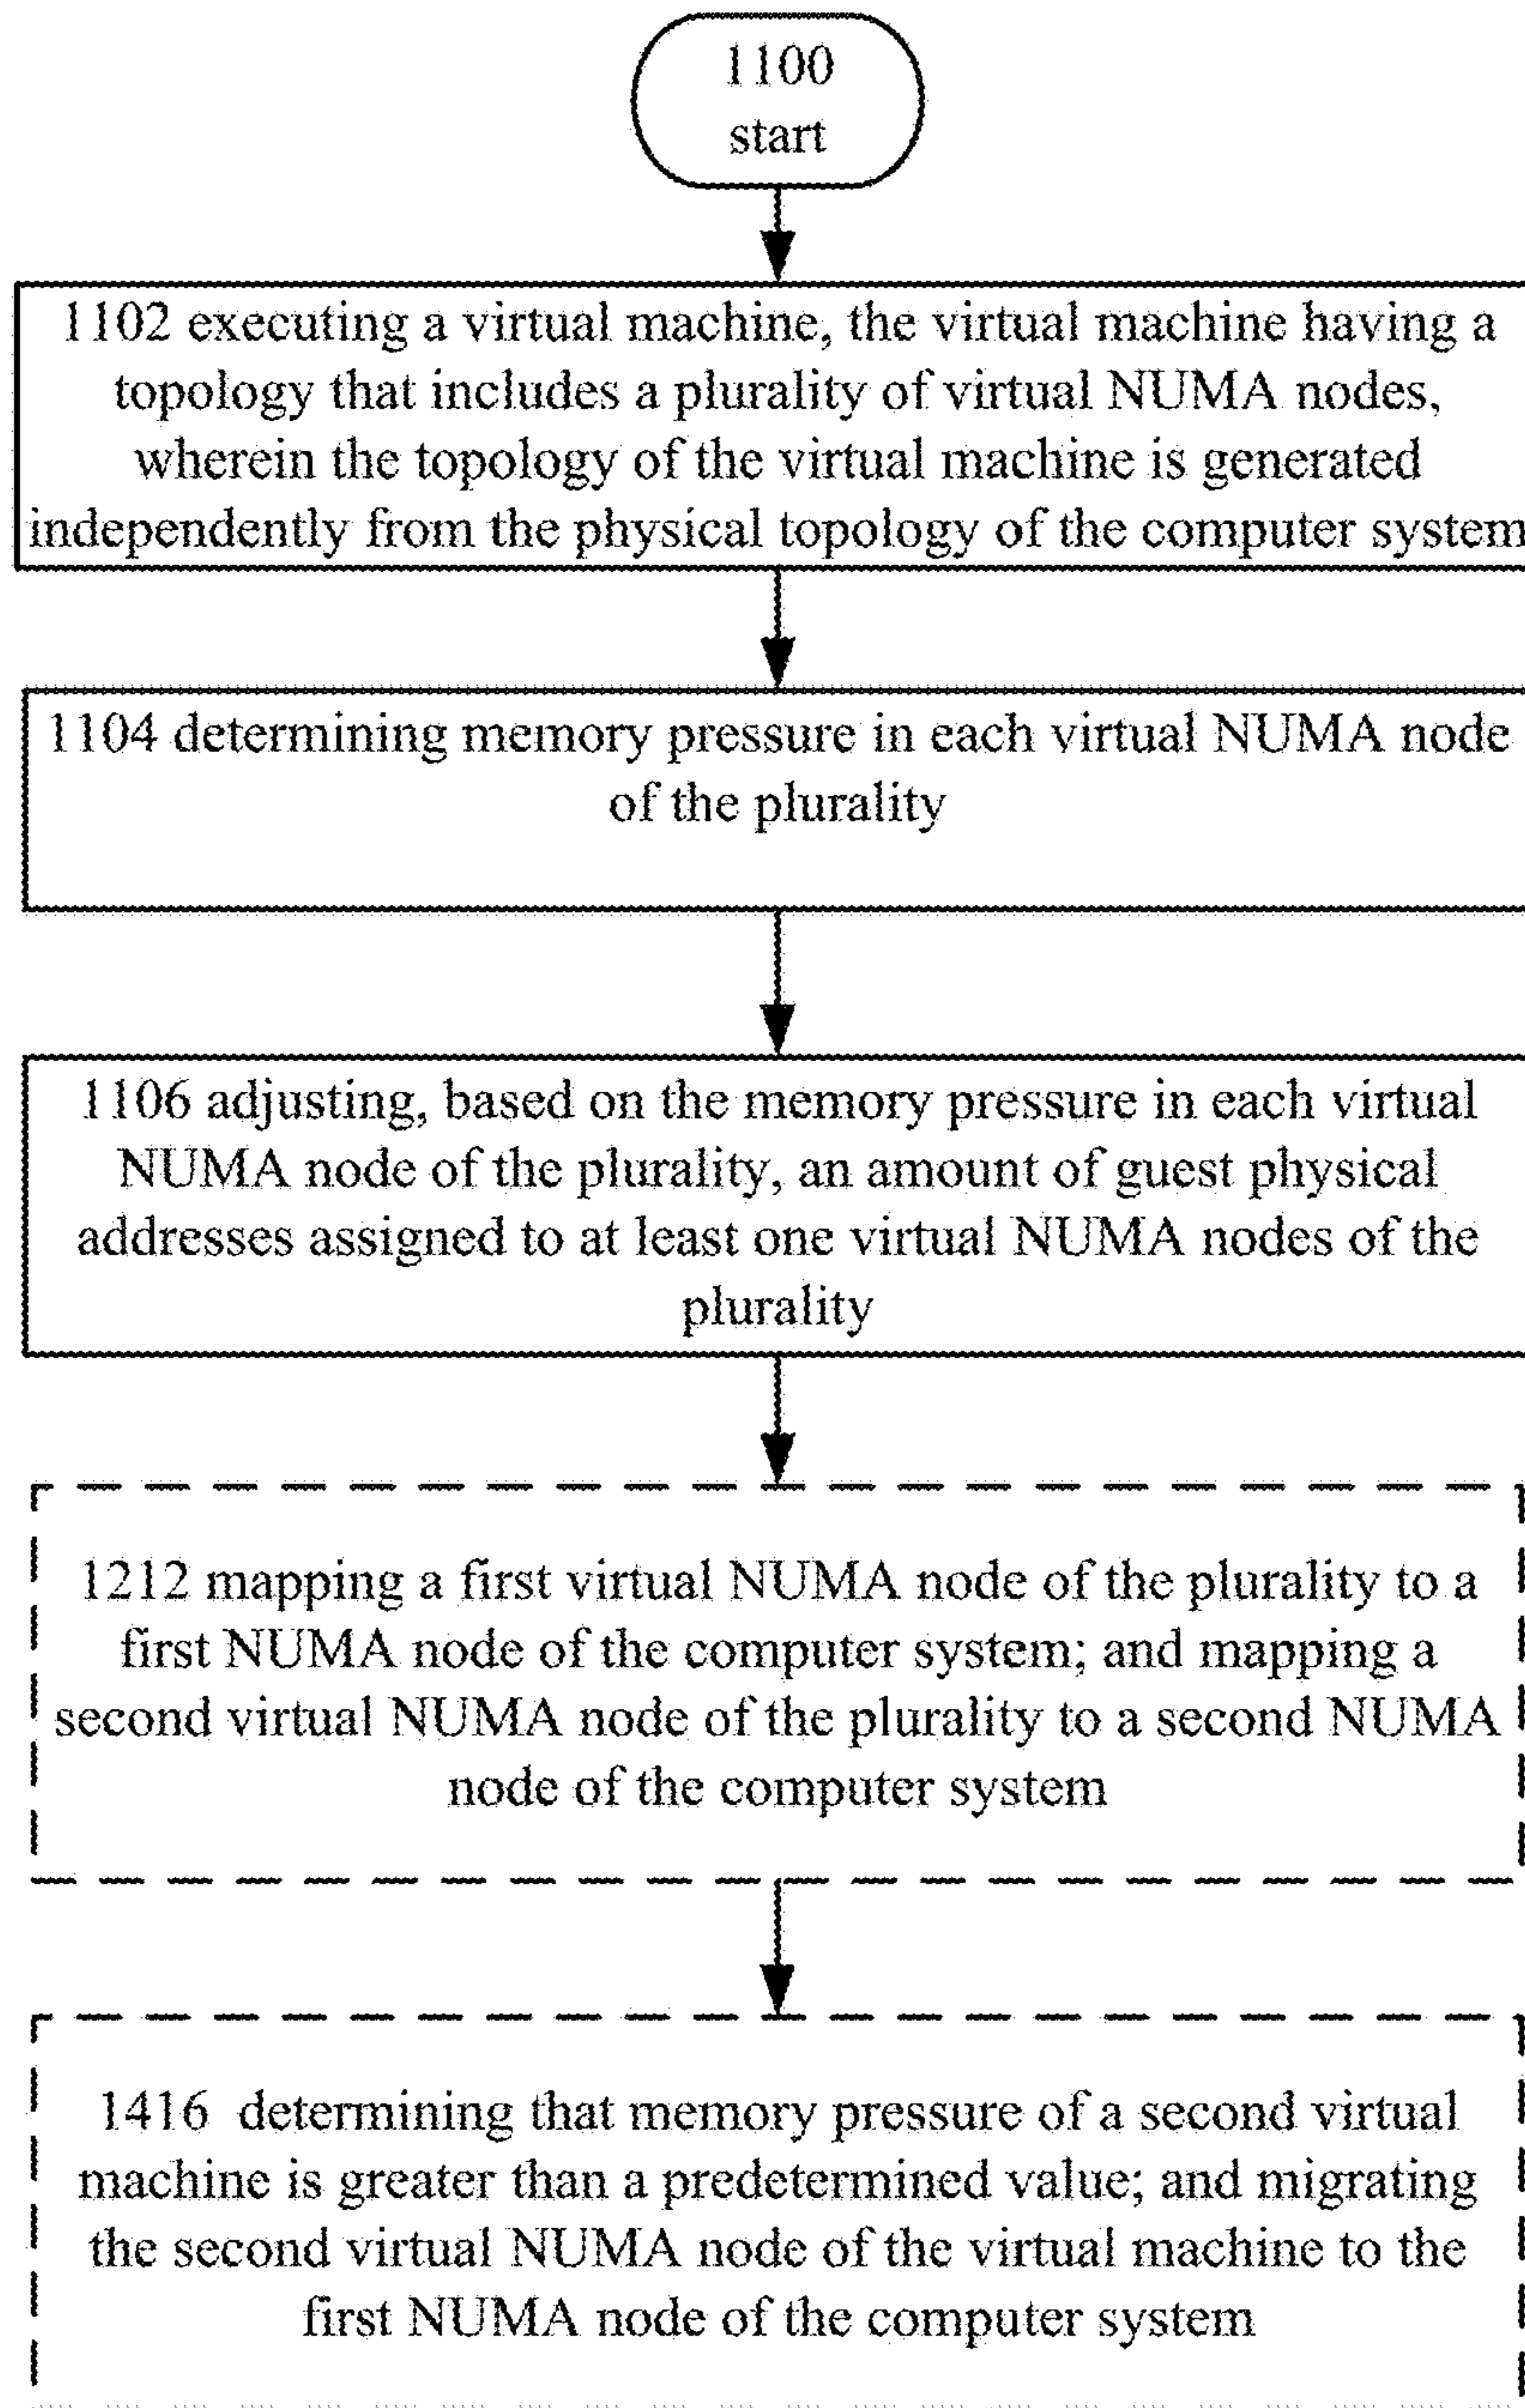 1100
start
1102 executing a virtual machine, the virtual machine having a
topology that includes a plurality of virtual NUMA nodes,
wherein the topology of the virtual machine is generated
independently from the physical topology of the computer system
1104 determining memory pressure in each virtual NUMA node
of the plurality
1106 adjusting, based on the memory pressure in each virtual
NUMA node of the plurality, an amount of guest physical
addresses assigned to at least one virtual NUMA nodes of the
plurality
1212 mapping a first virtual NUMA node of the plurality to a
first NUMA node of the computer system; and mapping a
second virtual NUMA node of the plurality to a second NUMA
node of the computer system
1416 determining that memory pressure of a second virtual
machine is greater than a predetermined value; and migrating
the second virtual NUMA node of the virtual machine to the
first NUMA node of the computer system